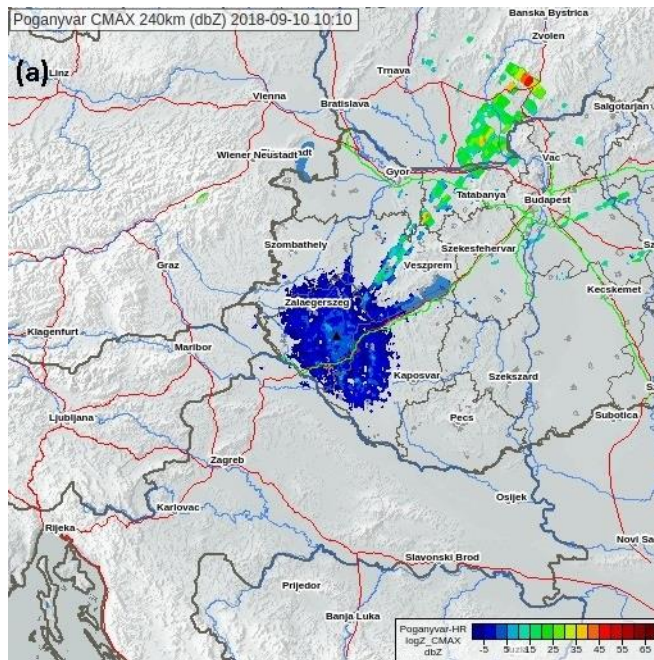 Poganyvar CMAX 240km (dbZ) 2018-09-10 10:10
(a)
Banska Bystrica
Zvolen
Linz
Trnava
Vienna
Bratislava
Salgotarjan
Wiener Neustadt
Vac
Gyor
Tatabanya
Budapest
Szombathely
Szekesfehervar
Veszprem
Graz
Kecskemet
Zalaegerszeg
Klagenfurt
Maribor
Kaposvar
Szekszard
Ljubljana
Pecs
Subotica
Zagreb
Osijek
Karlovac
Rijeka
Novi Sa
Slavonski Brod
Prijedor
Banja Luka
Poganyvar-HR
logZ_CMAX
dbZ
-5 5 15 25 35 45 55 65